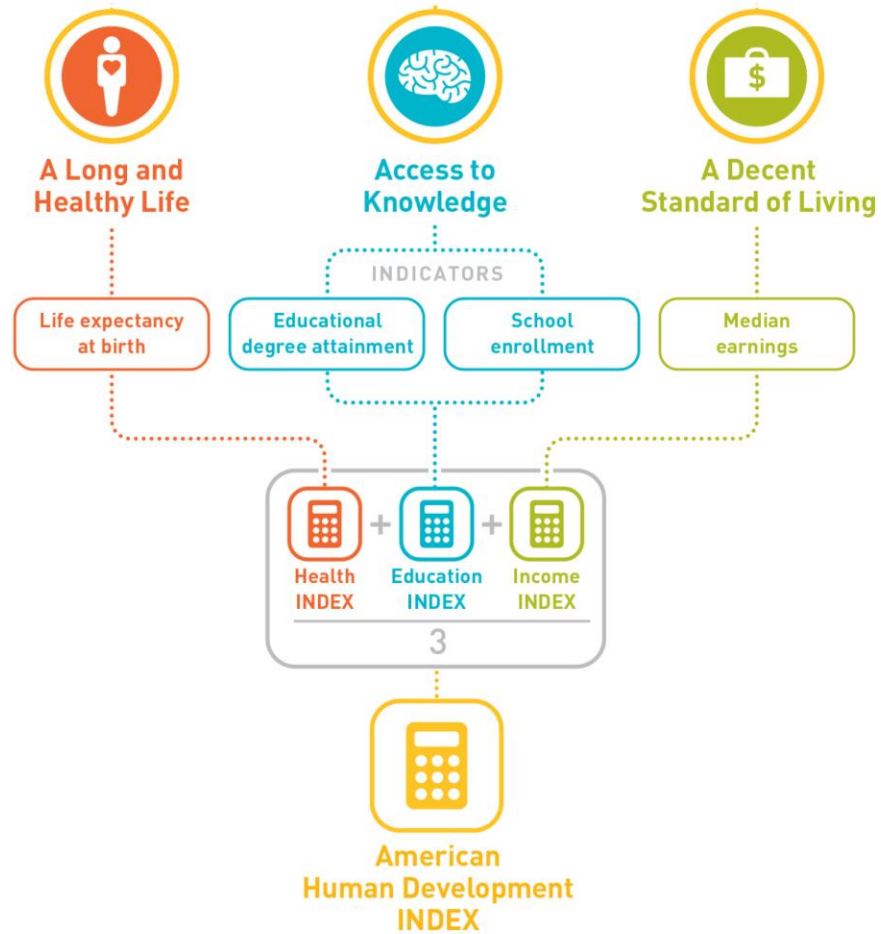 $
A Long and
Healthy Life
Access to
Knowledge
A Decent
Standard of Living
INDICATORS
Life expectancy
at birth
Educational
degree attainment
School
enrollment
Median
earnings
+
+
Health
INDEX
Education
INDEX
Income
INDEX
3
American
Human Development
INDEX